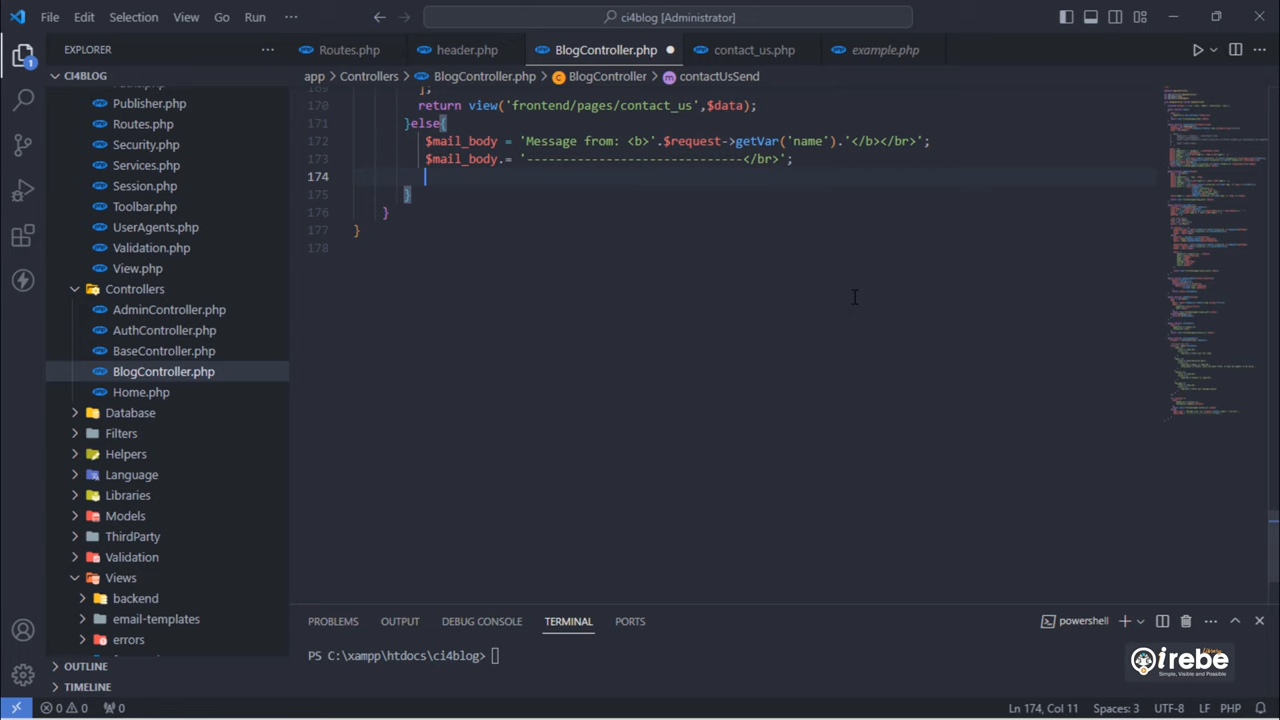 File Edit Selection View Go Run ··· ci4blog [Administrator]
EXPLORER ··· Routes.php header.php BlogController.php contact_us.php example.php
CI4BLOG
app > Controllers > BlogController.php > BlogController > contactUsSend
Publisher.php
Routes.php
Security.php
Services.php
Session.php
Toolbar.php
UserAgents.php
Validation.php
View.php
Controllers
AdminController.php
AuthController.php
BaseController.php
BlogController.php
Home.php
Database
Filters
Helpers
Language
Libraries
Models
ThirdParty
Validation
Views
backend
email-templates
errors
OUTLINE
TIMELINE
169 ];
170 return view('frontend/pages/contact_us',$data);
171 }else{
172 $mail_body = 'Message from: <b>'.$request->getVar('name').'</b></br>';
173 $mail_body.= '---------------------------</br>';
174
175 }
176 }
177 }
178
PROBLEMS OUTPUT DEBUG CONSOLE TERMINAL PORTS powershell
PS C:\xampp\htdocs\ci4blog>
irebe
Library
Simple, Visible and Possible
0 0 0 Ln 174, Col 11 Spaces: 3 UTF-8 LF PHP
1